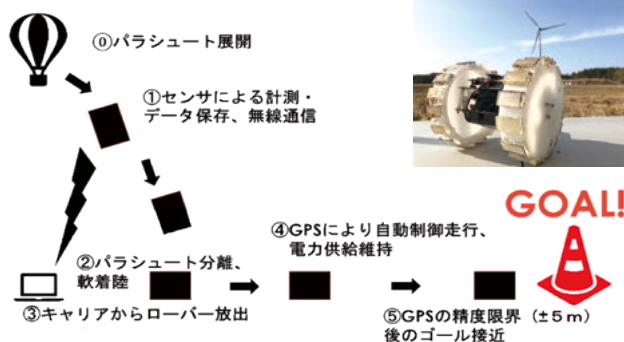 ⓪パラシュート展開
①センサによる計測・
データ保存、無線通信
GOAL!
④GPSにより自動制御走行、
電力供給維持
②パラシュート分離、
軟着陸
③キャリアからローバー放出
⑤GPSの精度限界（±５ｍ）
後のゴール接近